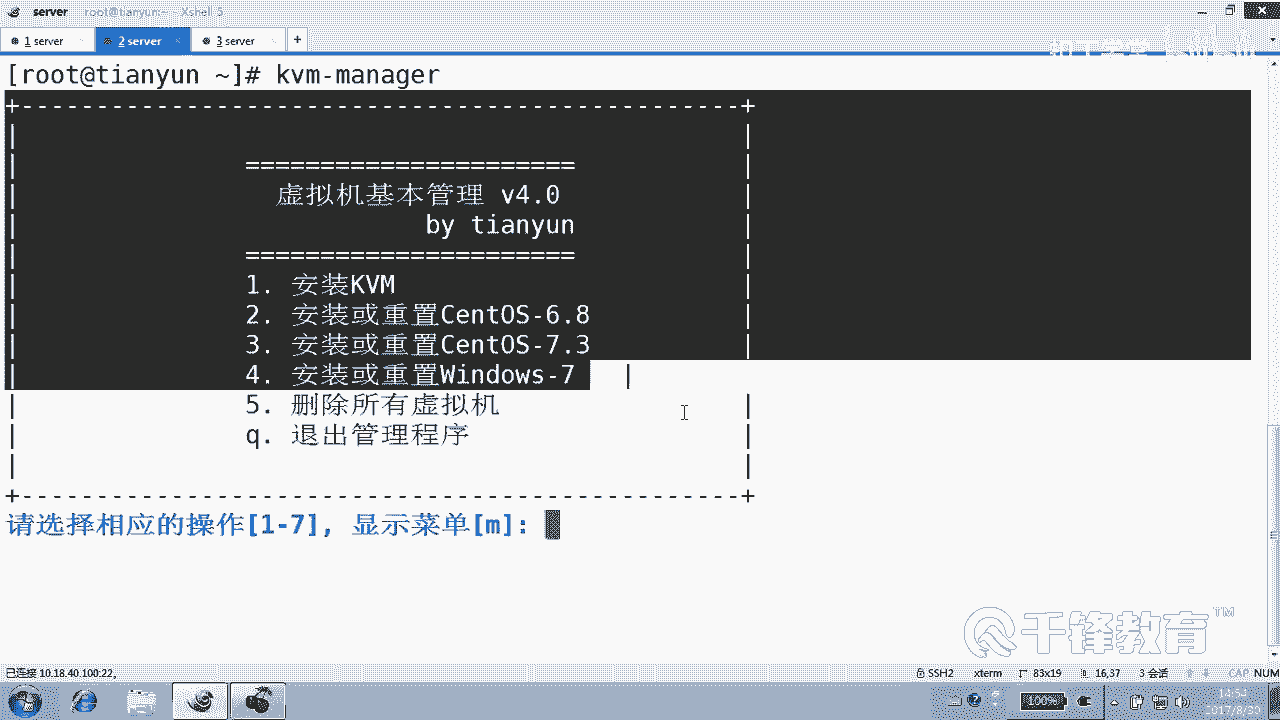 server root@tianyun:~ - Xshell 5
1 server 2 server 3 server +
[root@tianyun ~]# kvm-manager
+------------------------------------------------+
======================
虚拟机基本管理 v4.0
by tianyun
======================
1. 安装KVM
2. 安装或重置CentOS-6.8
3. 安装或重置CentOS-7.3
4. 安装或重置Windows-7
5. 删除所有虚拟机
q. 退出管理程序
+------------------------------------------------+
请选择相应的操作[1-7], 显示菜单[m]:
千锋教育 TM
已连接 10.18.40.100:22。 SSH2 xterm 83x19 16,37 3 会话 CAP NUM
100% 14:54
2017/8/30